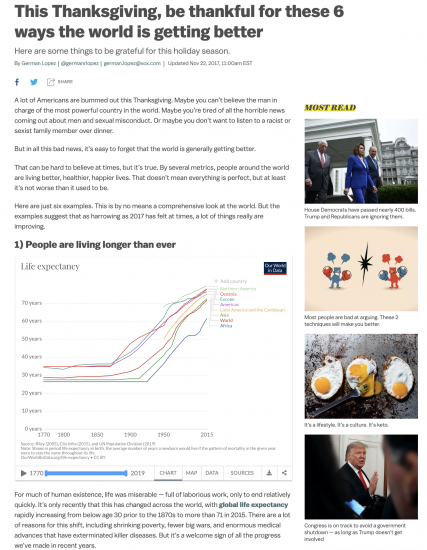 This Thanksgiving, be thankful for these 6
ways the world is getting better
Here are some things to be grateful for this holiday season.
By German Lopez | @germanrlopez | german.lopez@vox.com | Updated Nov 22, 2017, 11:00am EST
SHARE
A lot of Americans are bummed out this Thanksgiving. Maybe you can't believe the man in
charge of the most powerful country in the world. Maybe you're tired of all the horrible news
coming out about men and sexual misconduct. Or maybe you don't want to listen to a racist or
sexist family member over dinner.
But in all this bad news, it's easy to forget that the world is generally getting better.
That can be hard to believe at times, but it's true. By several metrics, people around the world
are living better, healthier, happier lives. That doesn't mean everything is perfect, but at least
it's not worse than it used to be.
Here are just six examples. This is by no means a comprehensive look at the world. But the
examples suggest that as harrowing as 2017 has felt at times, a lot of things really are
improving.
1) People are living longer than ever
Life expectancy
Our World
in Data
Add country
Northern America
Oceania
Europe
Americas
Latin America and the Caribbean
Asia
World
Africa
70 years
60 years
50 years
40 years
30 years
20 years
10 years
0 years
1770
1800
1850
1900
1950
2015
Source: Riley (2005), Clio Infra (2015), and UN Population Division (2019)
Note: Shown is period life expectancy at birth, the average number of years a newborn would live if the pattern of mortality in the given year
were to stay the same throughout its life.
OurWorldInData.org/life-expectancy • CC BY
1770
2019
CHART
MAP
DATA
SOURCES
For much of human existence, life was miserable — full of laborious work, only to end relatively
quickly. It's only recently that this has changed across the world, with global life expectancy
rapidly increasing from below age 30 prior to the 1870s to more than 71 in 2015. There are a lot
of reasons for this shift, including shrinking poverty, fewer big wars, and enormous medical
advances that have exterminated killer diseases. But it's a welcome sign of all the progress
we've made in recent years.
MOST READ
House Democrats have passed nearly 400 bills.
Trump and Republicans are ignoring them.
Most people are bad at arguing. These 2
techniques will make you better.
It's a lifestyle. It's a culture. It's keto.
Congress is on track to avoid a government
shutdown — as long as Trump doesn't get
involved